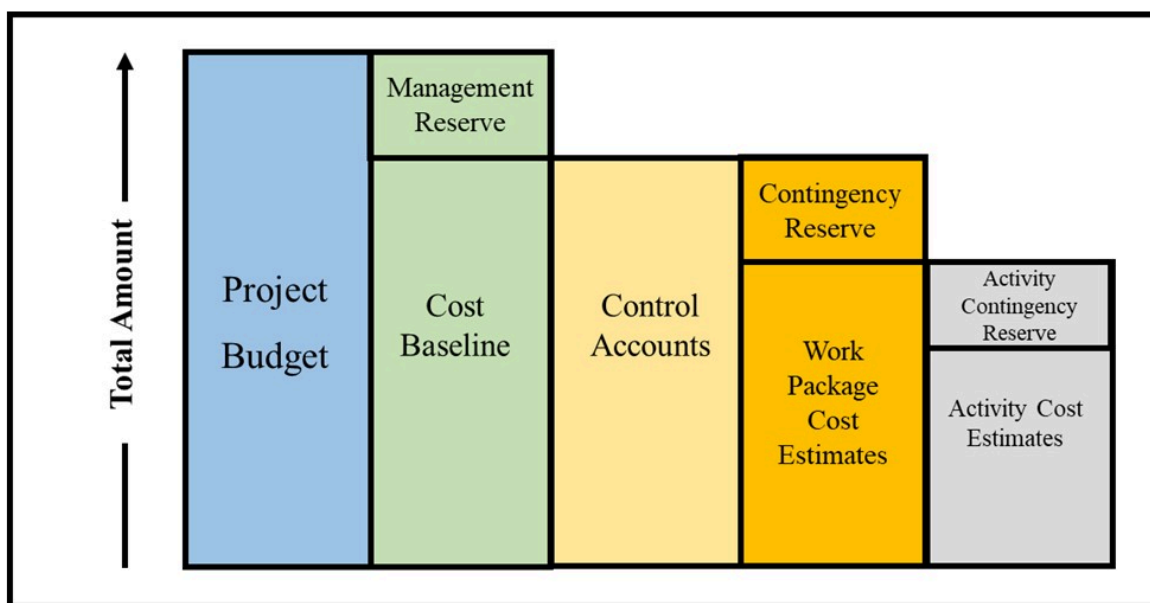 Total Amount
Project
Budget
Management
Reserve
Cost
Baseline
Control
Accounts
Contingency
Reserve
Work
Package
Cost
Estimates
Activity
Contingency
Reserve
Activity Cost
Estimates